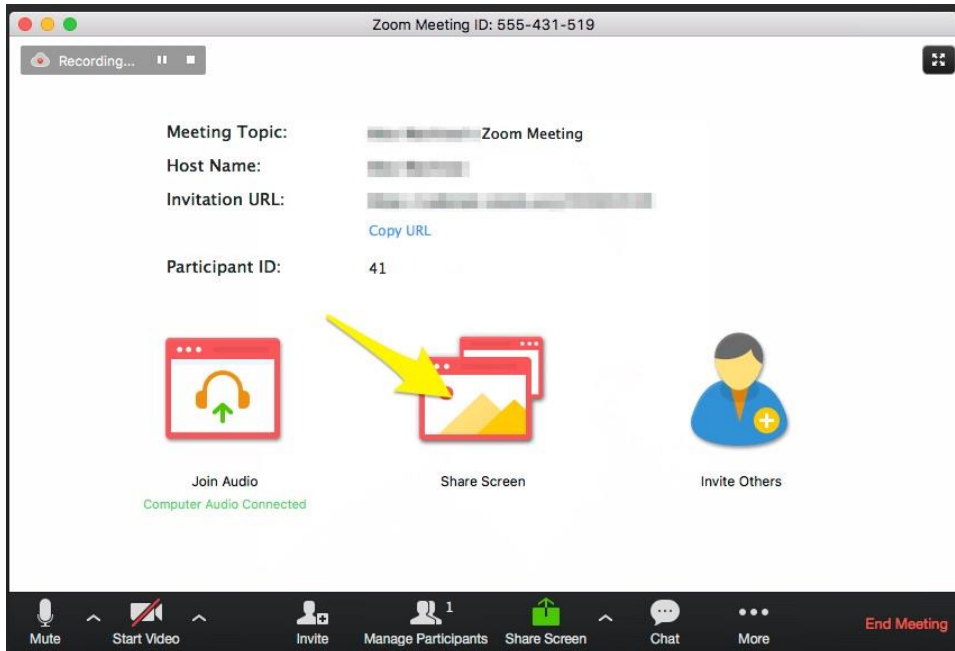 Zoom Meeting ID: 555-431-519
Recording...
Meeting Topic: Zoom Meeting
Host Name:
Invitation URL:
Copy URL
Participant ID: 41
Join Audio Share Screen Invite Others
Computer Audio Connected
1
Mute Start Video Invite Manage Participants Share Screen Chat More End Meeting